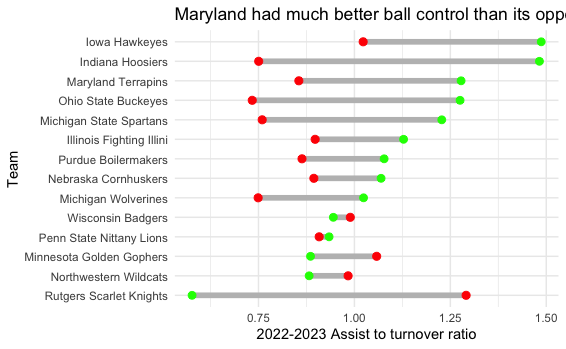 Maryland had much better ball control than its oppo
Iowa Hawkeyes
Indiana Hoosiers
Maryland Terrapins
Ohio State Buckeyes
Michigan State Spartans
Illinois Fighting Illini
Purdue Boilermakers
Nebraska Cornhuskers
Michigan Wolverines
Wisconsin Badgers
Penn State Nittany Lions
Minnesota Golden Gophers
Northwestern Wildcats
Rutgers Scarlet Knights
Team
0.75 1.00 1.25 1.50
2022-2023 Assist to turnover ratio